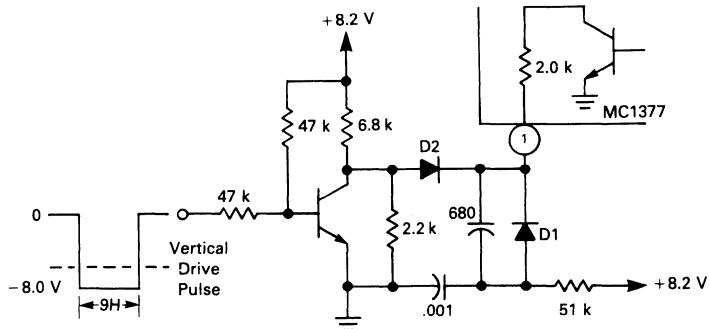 +8.2 V
2.0 k
MC1377
47 k
6.8 k
1
D2
47 k
0
Vertical
Drive
Pulse
2.2 k
680
D1
−8.0 V
9H
.001
51 k
+8.2 V